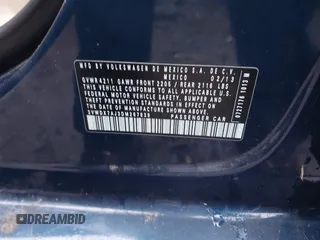 MFD BY VOLKSWAGEN DE MEXICO S.A. DE C.V.
MEXICO 02/13
GVWR 4211 GAWR FRONT 2205 / REAR 2116 LBS
THIS VEHICLE CONFORMS TO ALL APPLICABLE
FEDERAL MOTOR VEHICLE SAFETY, BUMPER AND
THEFT PREVENTION STANDARDS IN EFFECT ON
THE DATE OF MANUFACTURE SHOWN ABOVE.
PASSENGER CAR
DREAMBID